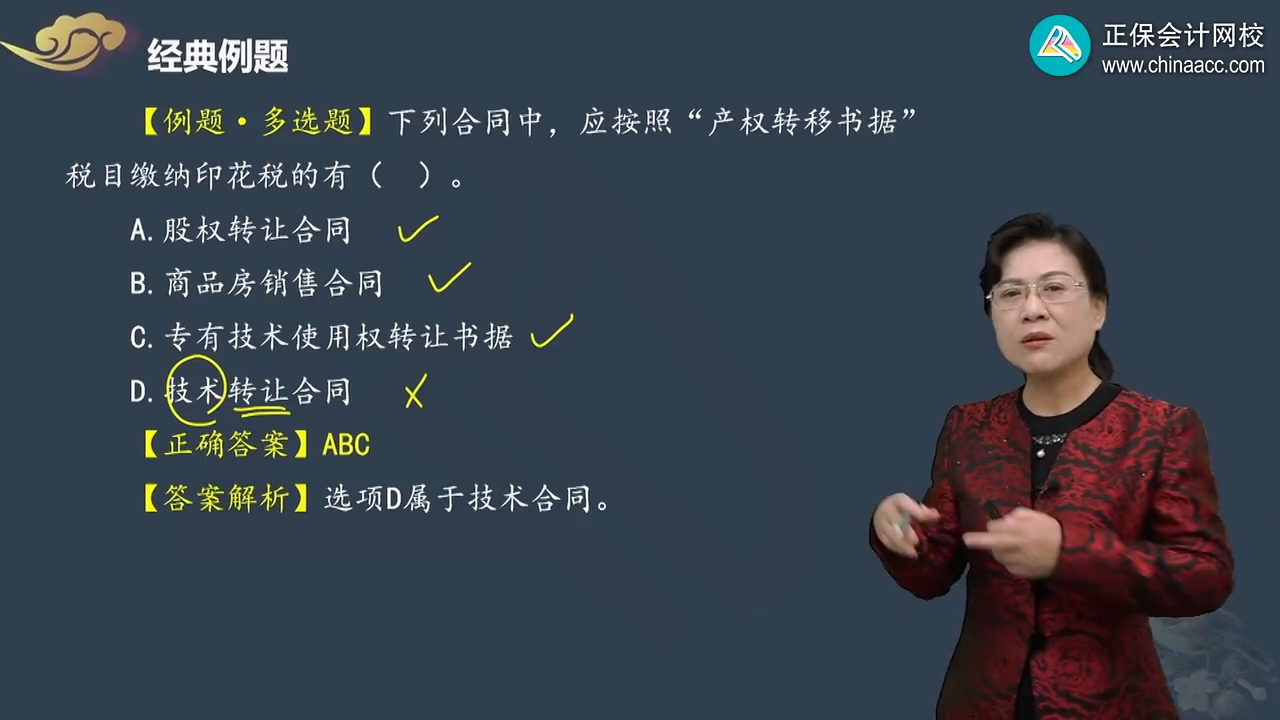 经典例题
正保会计网校
www.chinaacc.com
【例题·多选题】下列合同中，应按照“产权转移书据”
税目缴纳印花税的有（ ）。
A.股权转让合同
B.商品房销售合同
C.专有技术使用权转让书据
D.技术转让合同
【正确答案】ABC
【答案解析】选项D属于技术合同。